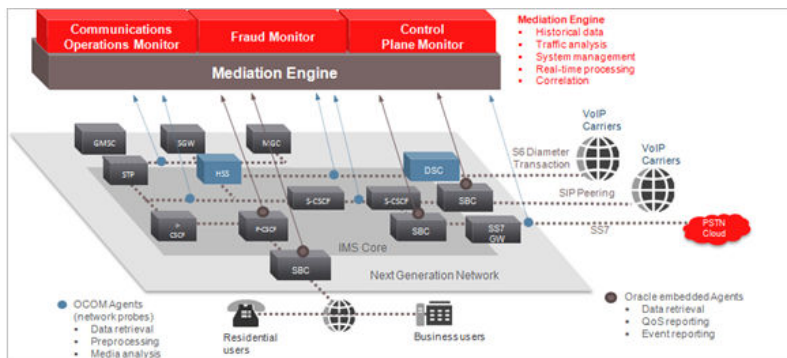 Communications
Operations Monitor
Fraud Monitor
Control
Plane Monitor
Mediation Engine
Mediation Engine
• Historical data
• Traffic analysis
• System management
• Real-time processing
• Correlation
VoIP
Carriers
VoIP
Carriers
S6 Diameter
Transaction
GMSC
SGW
MGC
STP
HSS
DSC
S-CSCF
S-CSCF
SBC
SIP Peering
CSCF
P-CSCF
SBC
SS7
GW
SS7
PSTN
Cloud
IMS Core
SBC
Next Generation Network
OCOM Agents
(network probes)
• Data retrieval
• Preprocessing
• Media analysis
Residential
users
Business users
Oracle embedded Agents
• Data retrieval
• QoS reporting
• Event reporting